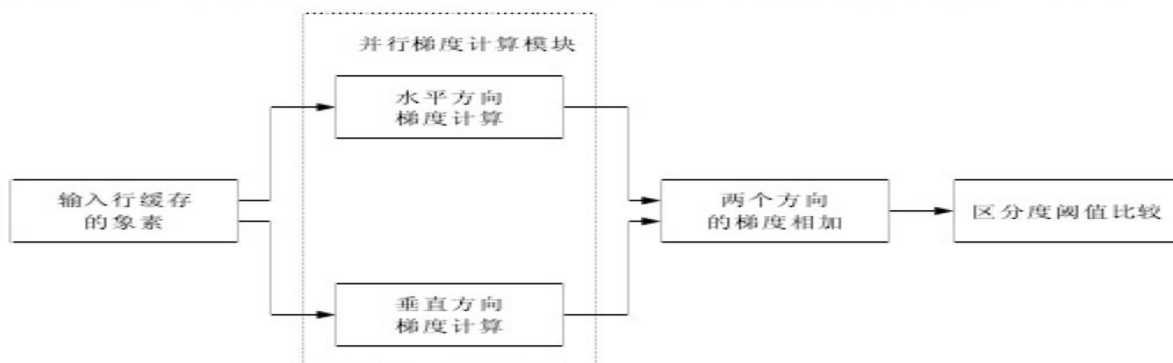 并行梯度计算模块
水平方向
梯度计算
输入行缓存
的象素
两个方向
的梯度相加
区分度阈值比较
垂直方向
梯度计算